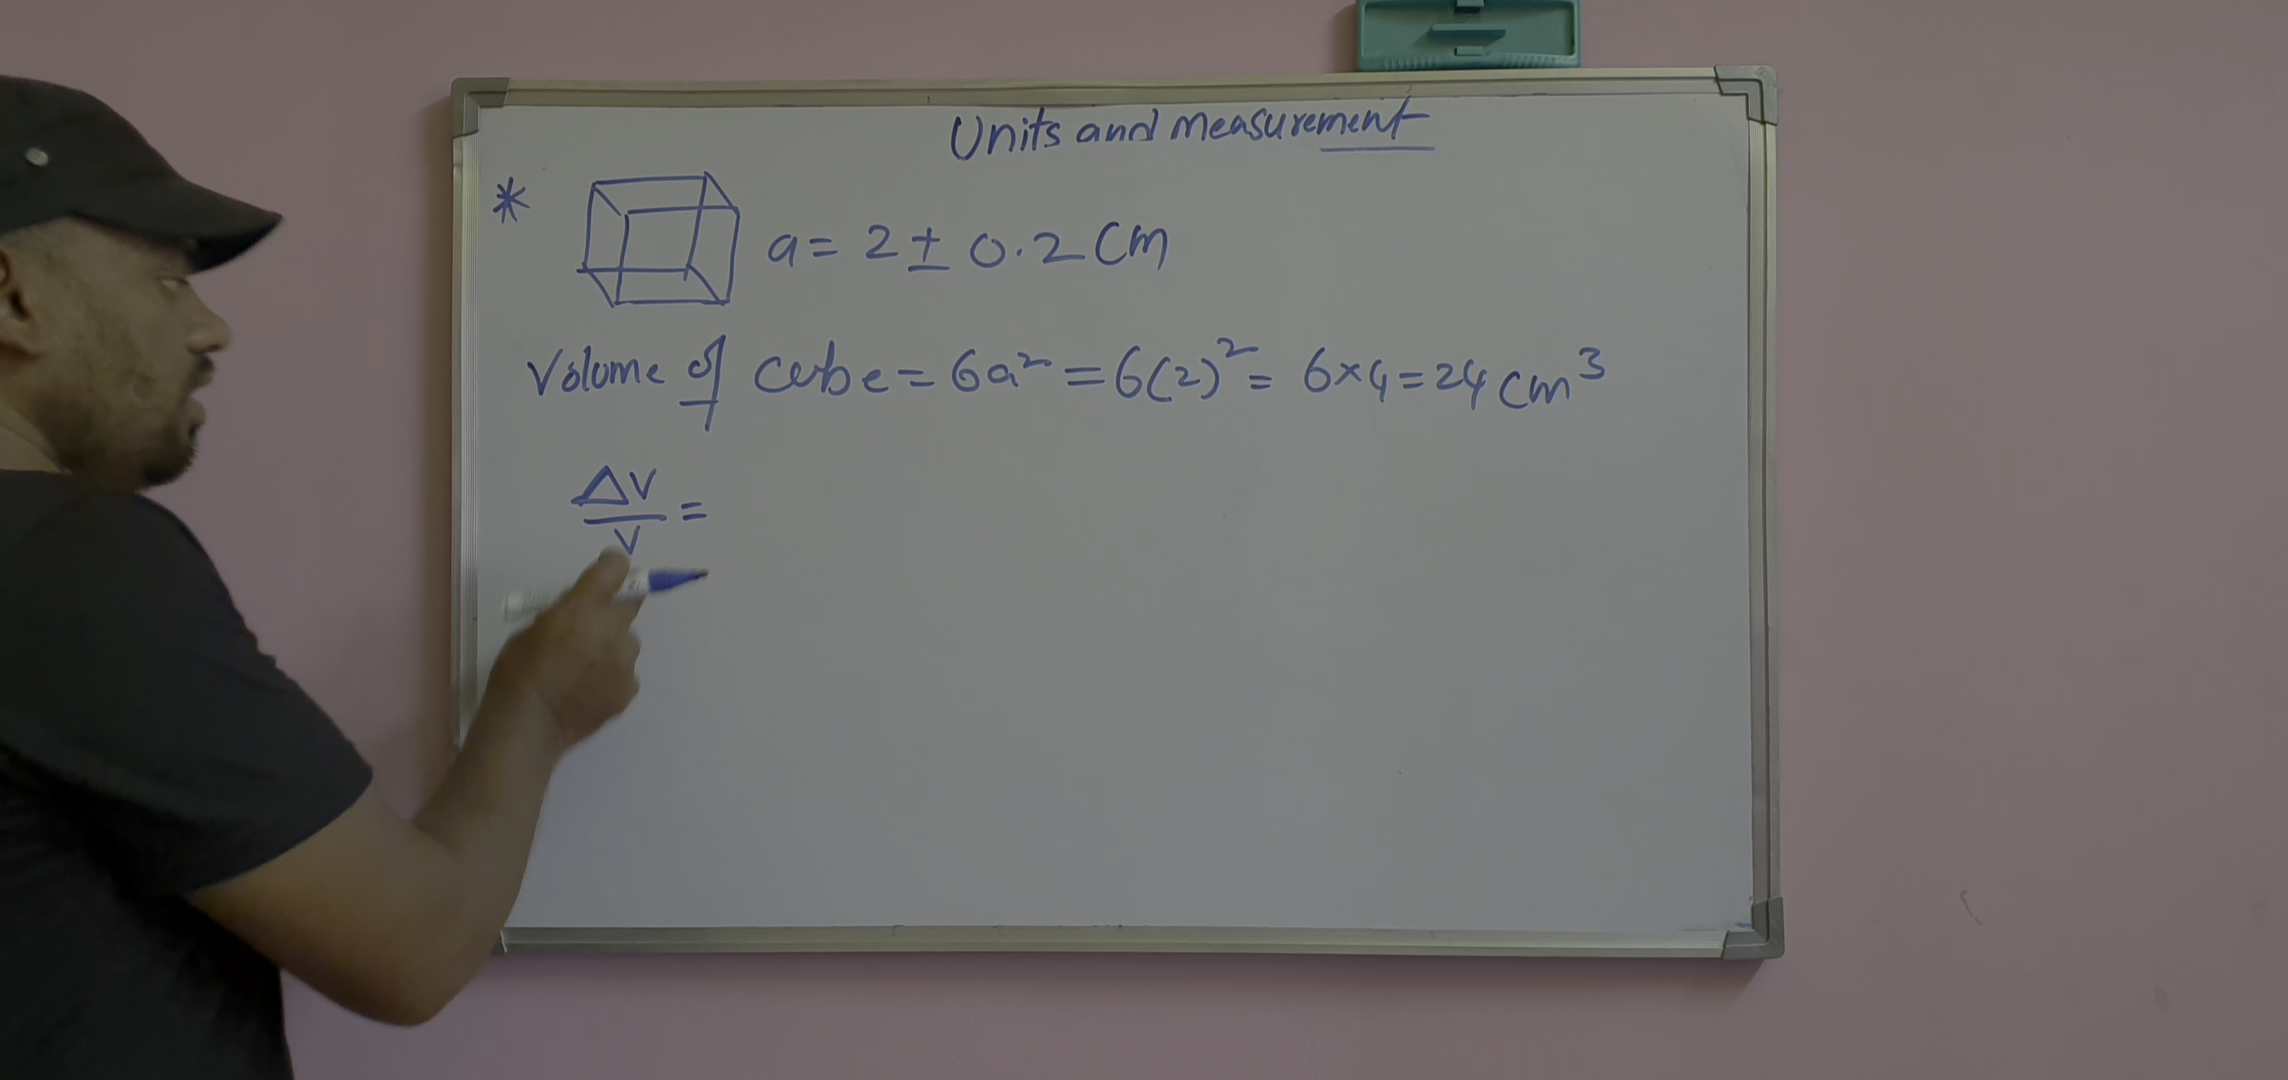 Units and measurement
* a = 2 ± 0.2 Cm
Volume of cube = 6a² = 6(2)² = 6×4 = 24 cm³
ΔV/V =